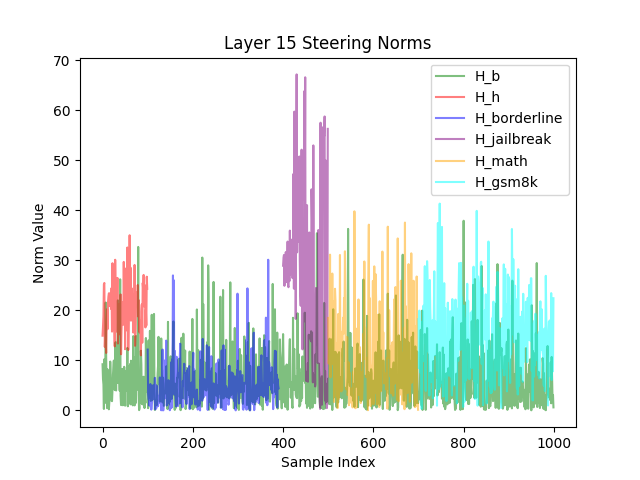 Layer 15 Steering Norms
70
60
50
40
30
20
10
0
Norm Value
H_b
H_h
H_borderline
H_jailbreak
H_math
H_gsm8k
0
200
400
600
800
1000
Sample Index